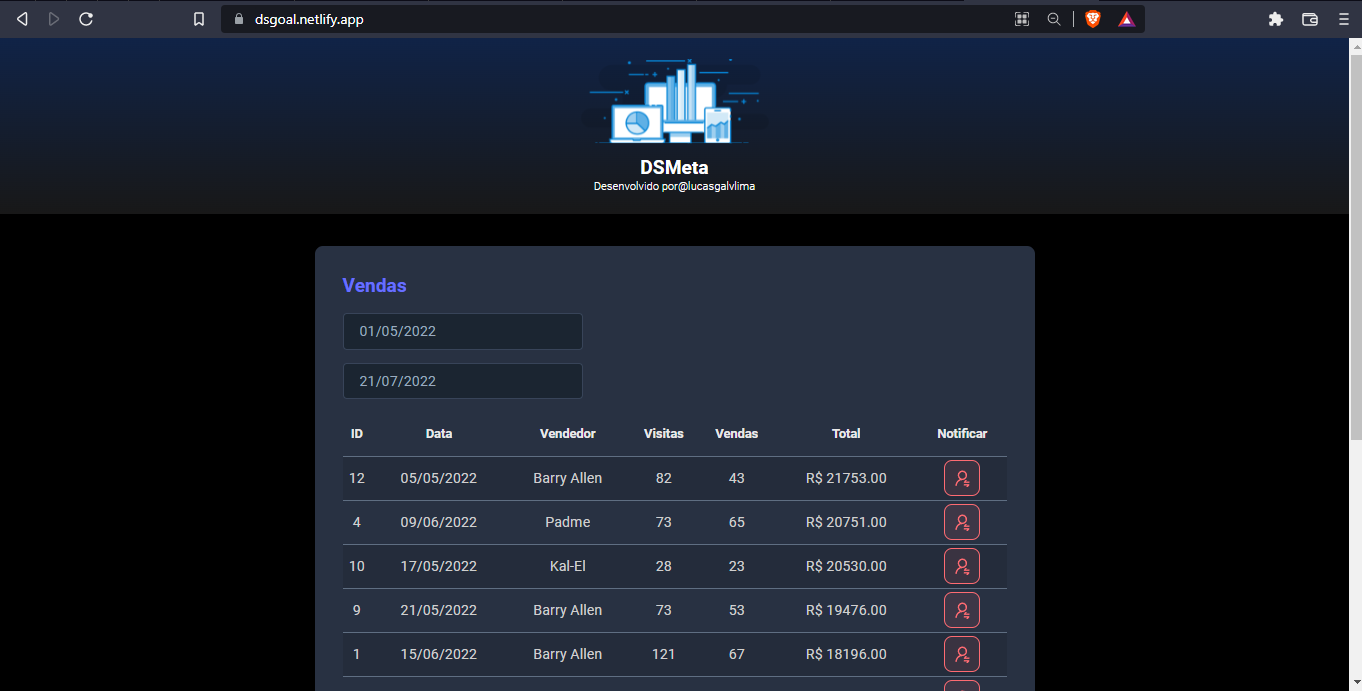 dsgoal.netlify.app
DSMeta
Desenvolvido por@lucasgalvlima
Vendas
01/05/2022
21/07/2022
ID Data Vendedor Visitas Vendas Total Notificar
12 05/05/2022 Barry Allen 82 43 R$ 21753.00
4 09/06/2022 Padme 73 65 R$ 20751.00
10 17/05/2022 Kal-El 28 23 R$ 20530.00
9 21/05/2022 Barry Allen 73 53 R$ 19476.00
1 15/06/2022 Barry Allen 121 67 R$ 18196.00